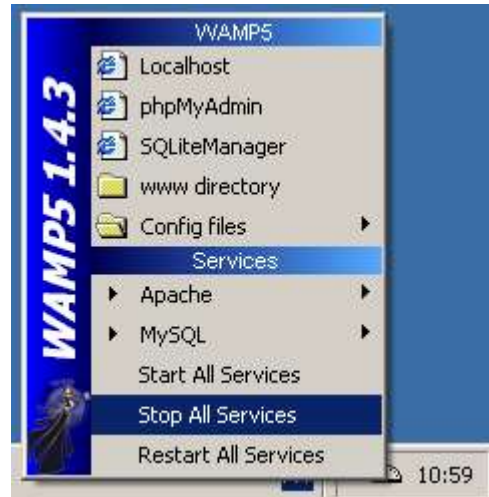 WAMP5
Localhost
phpMyAdmin
SQLiteManager
www directory
Config files
Services
Apache
MySQL
Start All Services
Stop All Services
Restart All Services
WAMP5 1.4.3
10:59